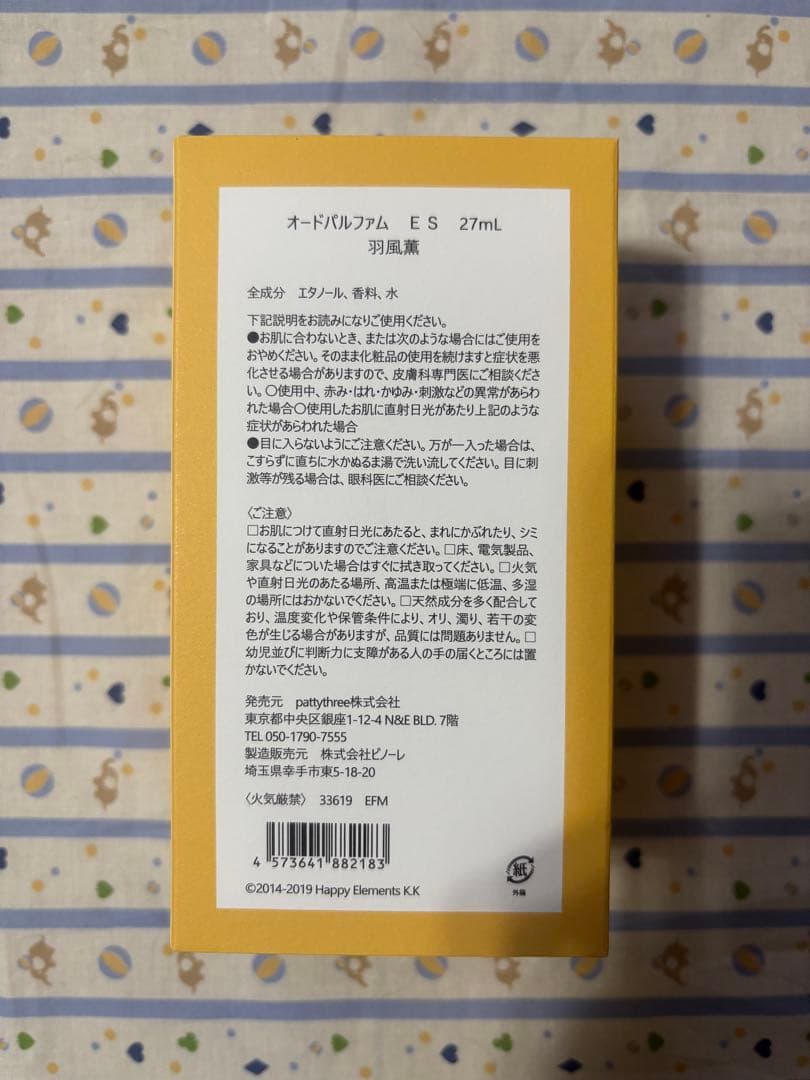 オードパルファム　ＥＳ　27mL
羽風薫
全成分　エタノール、香料、水
下記説明をお読みになりご使用ください。
●お肌に合わないとき、または次のような場合にはご使用を
おやめください。そのまま化粧品の使用を続けますと症状を悪
化させる場合がありますので、皮膚科専門医にご相談くださ
い。〇使用中、赤み・はれ・かゆみ・刺激などの異常があらわ
れた場合〇使用したお肌に直射日光があたり上記のような
症状があらわれた場合
●目に入らないようにご注意ください。万が一入った場合は、
こすらずに直ちに水かぬるま湯で洗い流してください。目に刺
激等が残る場合は、眼科医にご相談ください。
〈ご注意〉
□お肌につけて直射日光にあたると、まれにかぶれたり、シミ
になることがありますのでご注意ください。□床、電気製品、
家具などについた場合はすぐに拭き取ってください。□火気
や直射日光のあたる場所、高温または極端に低温、多湿
の場所にはおかないでください。□天然成分を多く配合して
おり、温度変化や保管条件により、オリ、濁り、若干の変
色が生じる場合がありますが、品質には問題ありません。□
幼児並びに判断力に支障がある人の手の届くところには置
かないでください。
発売元　pattythree株式会社
東京都中央区銀座1-12-4 N&E BLD. 7階
TEL 050-1790-7555
製造販売元　株式会社ピノーレ
埼玉県幸手市東5-18-20
〈火気厳禁〉　33619　EFM
4 573641 882183
紙
外箱
©2014-2019 Happy Elements K.K